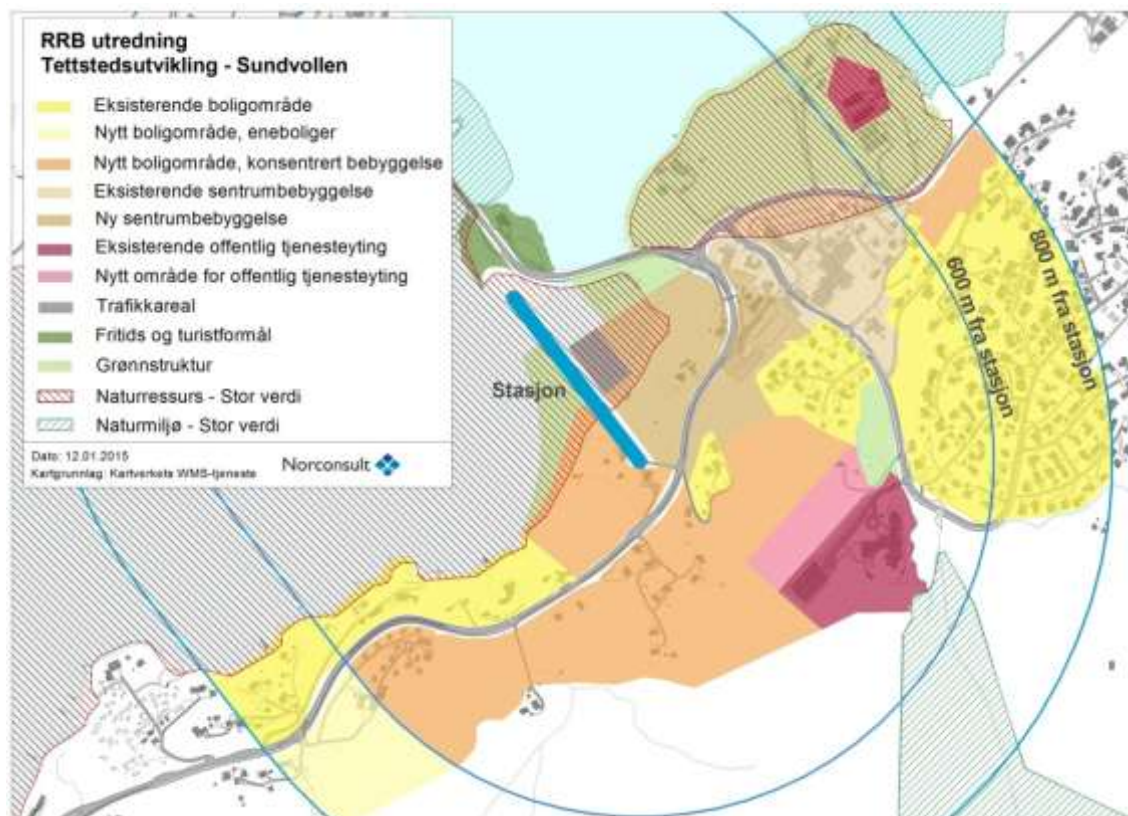 RRB utredning
Tettstedsutvikling - Sundvollen
Eksisterende boligområde
Nytt boligområde, eneboliger
Nytt boligområde, konsentrert bebyggelse
Eksisterende sentrumbebyggelse
Ny sentrumbebyggelse
Eksisterende offentlig tjenesteyting
Nytt område for offentlig tjenesteyting
Trafikkareal
Fritids og turistformål
Grønnstruktur
Naturressurs - Stor verdi
Naturmiljø - Stor verdi
Dato: 12.01.2015
Kartgrunnlag: Kartverkets WMS-tjeneste
Norconsult
Stasjon
600 m fra stasjon
800 m fra stasjon